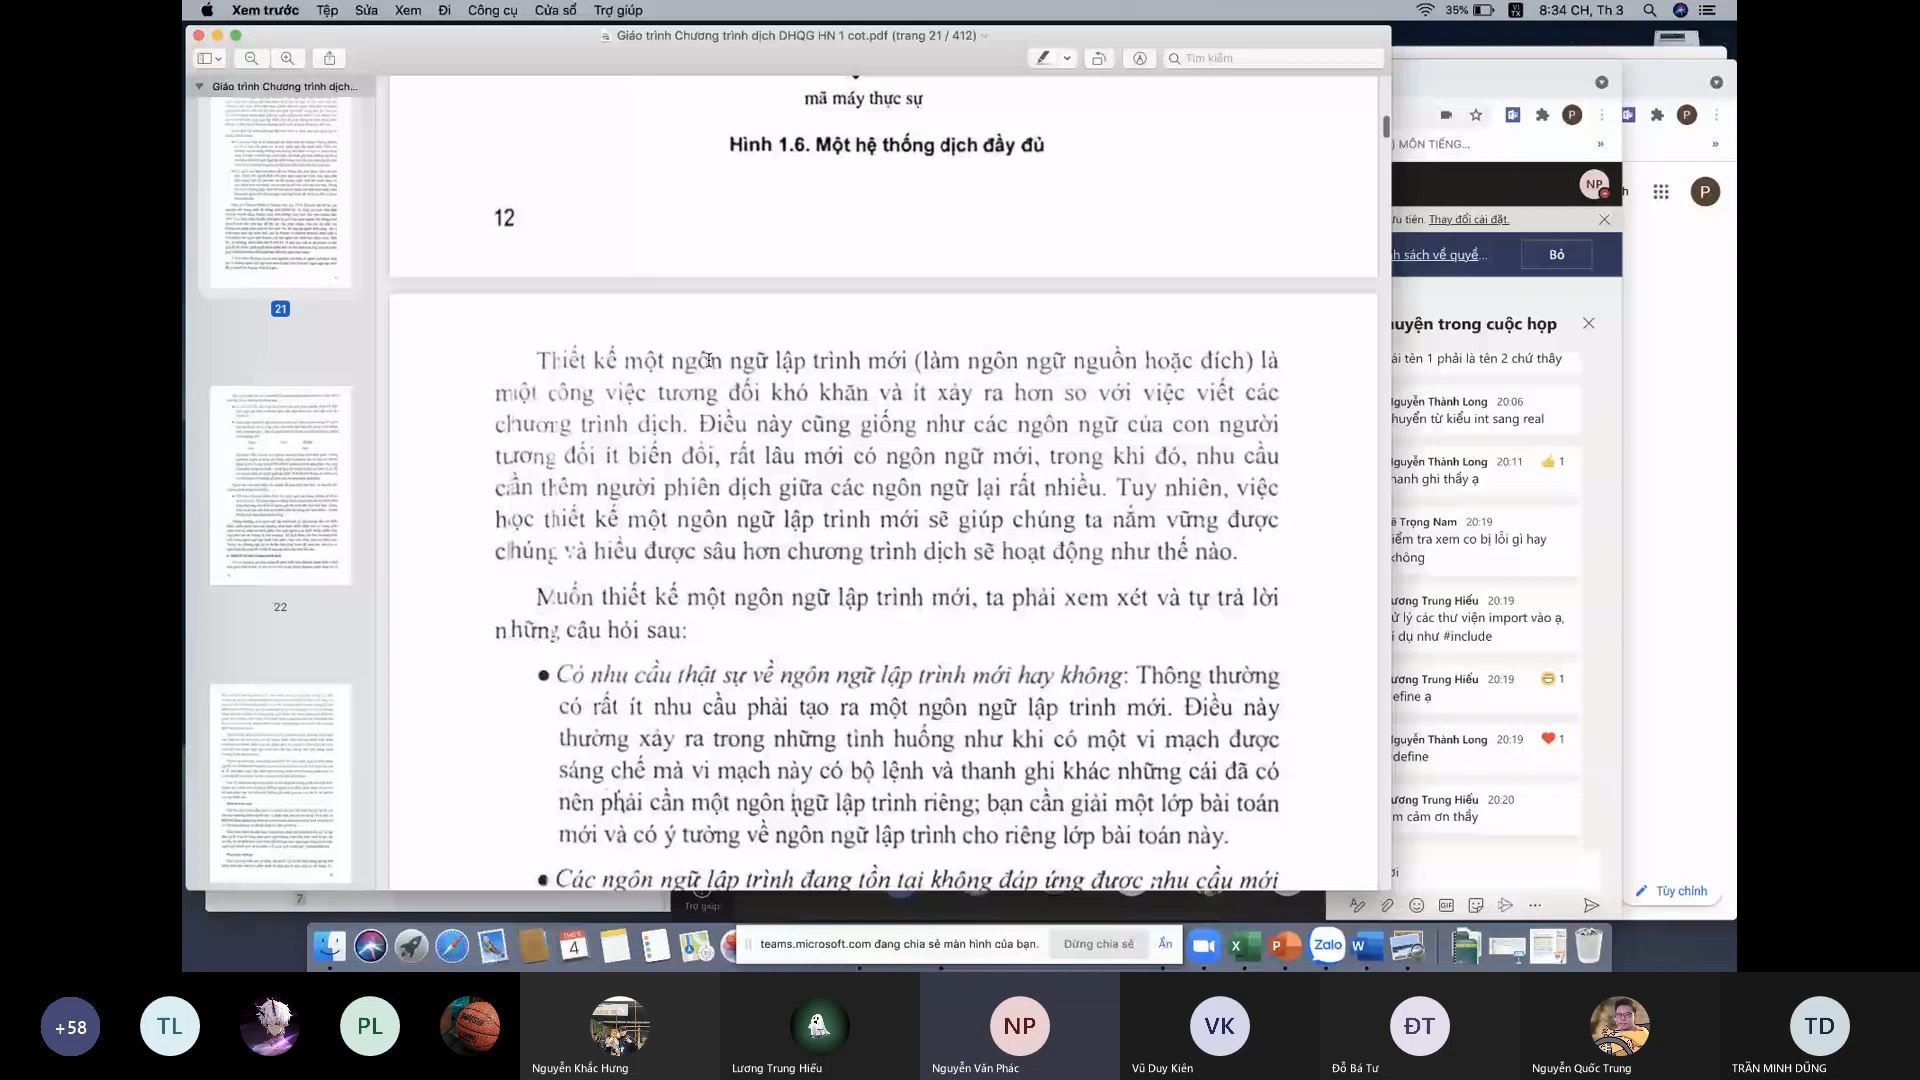 Xem trước Tệp Sửa Xem Đi Công cụ Cửa sổ Trợ giúp 35% 8:34 CH, Th 3
Giáo trình Chương trình dịch DHQG HN 1 cot.pdf (trang 21 / 412)
Tìm kiếm
Giáo trình Chương trình dịch...
21
22
7
mã máy thực sự
Hình 1.6. Một hệ thống dịch đầy đủ
12
Thiết kế một ngôn ngữ lập trình mới (làm ngôn ngữ nguồn hoặc đích) là
một công việc tương đối khó khăn và ít xảy ra hơn so với việc viết các
chương trình dịch. Điều này cũng giống như các ngôn ngữ của con người
tương đối ít biến đổi, rất lâu mới có ngôn ngữ mới, trong khi đó, nhu cầu
cần thêm người phiên dịch giữa các ngôn ngữ lại rất nhiều. Tuy nhiên, việc
học thiết kế một ngôn ngữ lập trình mới sẽ giúp chúng ta nắm vững được
chúng và hiểu được sâu hơn chương trình dịch sẽ hoạt động như thế nào.
Muốn thiết kế một ngôn ngữ lập trình mới, ta phải xem xét và tự trả lời
những câu hỏi sau:
● Có nhu cầu thật sự về ngôn ngữ lập trình mới hay không: Thông thường
có rất ít nhu cầu phải tạo ra một ngôn ngữ lập trình mới. Điều này
thường xảy ra trong những tình huống như khi có một vi mạch được
sáng chế mà vi mạch này có bộ lệnh và thanh ghi khác những cái đã có
nên phải cần một ngôn ngữ lập trình riêng; bạn cần giải một lớp bài toán
mới và có ý tưởng về ngôn ngữ lập trình cho riêng lớp bài toán này.
● Các ngôn ngữ lập trình đang tồn tại không đáp ứng được nhu cầu mới
P P
) MÔN TIẾNG... » »
NP h P
ưu tiên. Thay đổi cài đặt.
h sách về quyề... Bỏ
uyện trong cuộc họp
ái tên 1 phải là tên 2 chứ thầy
guyễn Thành Long 20:06
huyển từ kiểu int sang real
guyễn Thành Long 20:11 1
hanh ghi thầy ạ
ê Trọng Nam 20:19
iểm tra xem co bị lỗi gì hay
không
ương Trung Hiếu 20:19
ử lý các thư viện import vào ạ,
í dụ như #include
ương Trung Hiếu 20:19 1
efine ạ
guyễn Thành Long 20:19 1
define
20:20
m cảm ơn thầy
GIF
Tùy chỉnh
Trợ giúp
4
teams.microsoft.com đang chia sẻ màn hình của bạn. Dừng chia sẻ Ẩn
Zalo
+58 TL PL NP VK ĐT TD
Nguyễn Khắc Hưng Lương Trung Hiếu Nguyễn Văn Phác Vũ Duy Kiên Đỗ Bá Tư Nguyễn Quốc Trung TRẦN MINH DŨNG